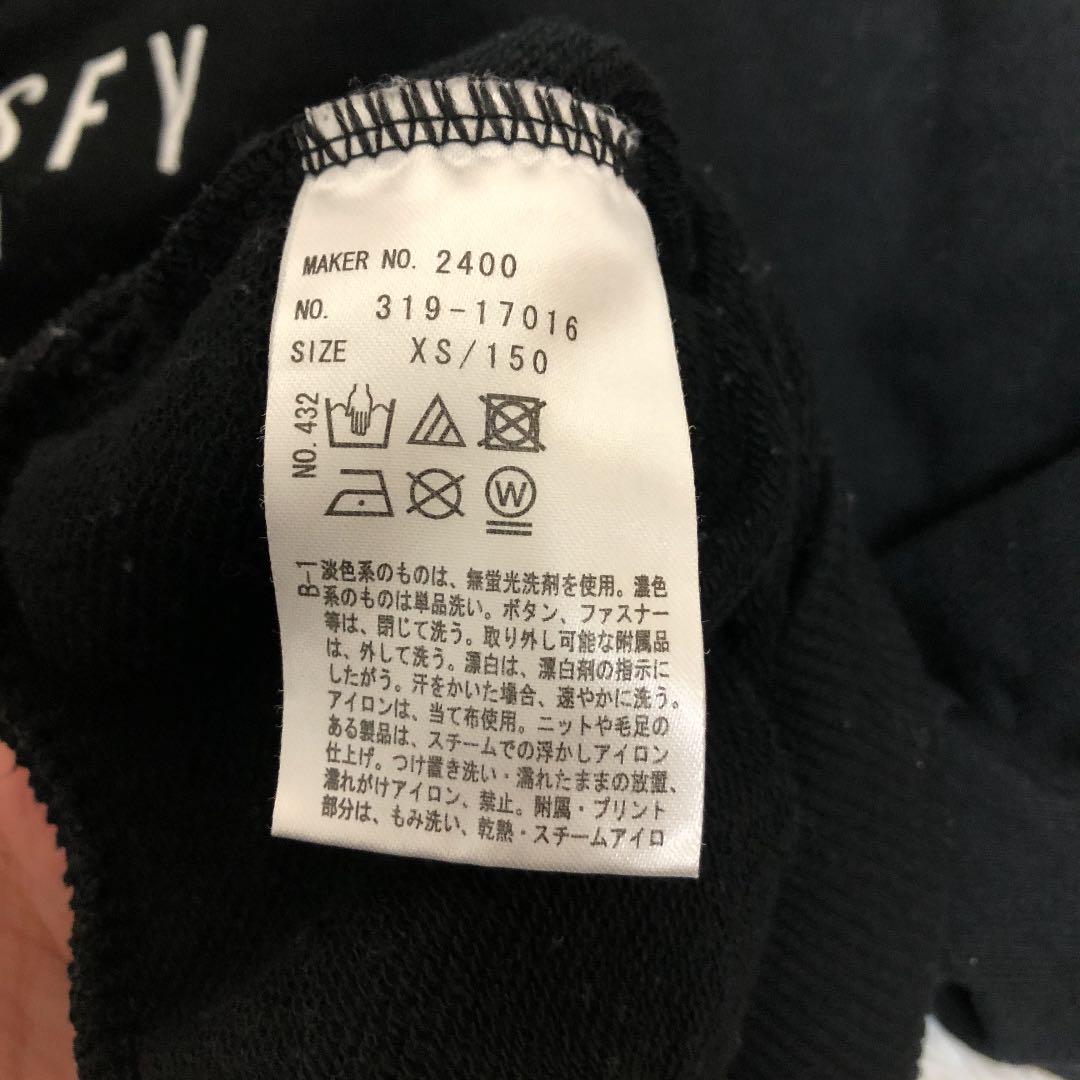 SFY
MAKER NO. 2400
NO. 319-17016
SIZE XS/150
NO. 432
W
B-1
淡色系のものは、無蛍光洗剤を使用。濃色
系のものは単品洗い。ボタン、ファスナー
等は、閉じて洗う。取り外し可能な附属品
は、外して洗う。漂白は、漂白剤の指示に
したがう。汗をかいた場合、速やかに洗う。
アイロンは、当て布使用。ニットや毛足の
ある製品は、スチームでの浮かしアイロン
仕上げ。つけ置き洗い・濡れたままの放置、
濡れがけアイロン、禁止。附属・プリント
部分は、もみ洗い、乾熱・スチームアイロ